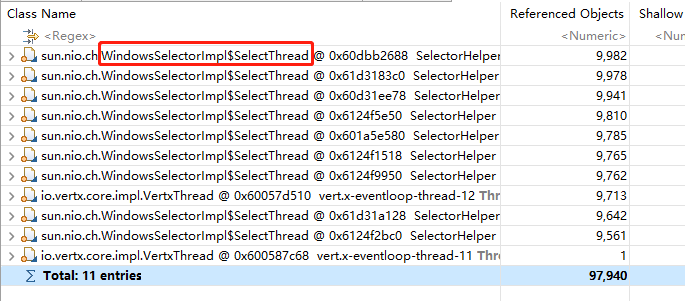 Class Name Referenced Objects Shallow
<Regex> <Numeric> <Nu
sun.nio.ch.WindowsSelectorImpl$SelectThread @ 0x60dbb2688 SelectorHelper 9,982
sun.nio.ch.WindowsSelectorImpl$SelectThread @ 0x61d3183c0 SelectorHelper 9,978
sun.nio.ch.WindowsSelectorImpl$SelectThread @ 0x60d31ee78 SelectorHelper 9,941
sun.nio.ch.WindowsSelectorImpl$SelectThread @ 0x6124f5e50 SelectorHelper 9,810
sun.nio.ch.WindowsSelectorImpl$SelectThread @ 0x601a5e580 SelectorHelper 9,785
sun.nio.ch.WindowsSelectorImpl$SelectThread @ 0x6124f1518 SelectorHelper 9,765
sun.nio.ch.WindowsSelectorImpl$SelectThread @ 0x6124f9950 SelectorHelper 9,762
io.vertx.core.impl.VertxThread @ 0x60057d510 vert.x-eventloop-thread-12 Thr 9,713
sun.nio.ch.WindowsSelectorImpl$SelectThread @ 0x61d31a128 SelectorHelper 9,642
sun.nio.ch.WindowsSelectorImpl$SelectThread @ 0x6124f2bc0 SelectorHelper 9,561
io.vertx.core.impl.VertxThread @ 0x600587c68 vert.x-eventloop-thread-11 Thr 1
Σ Total: 11 entries 97,940